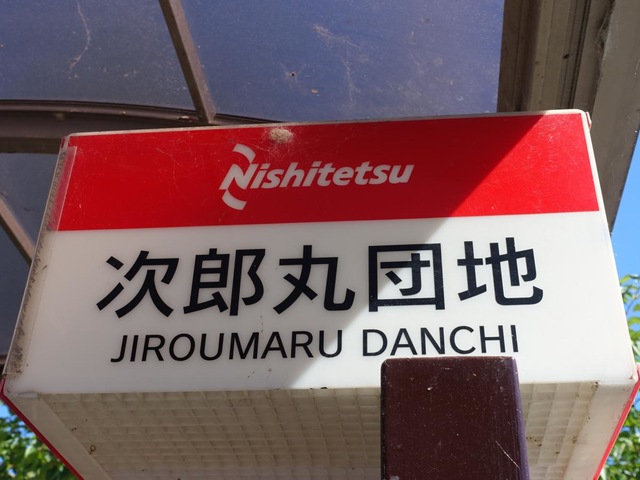 Nishitetsu
次郎丸団地
JIROUMARU DANCHI